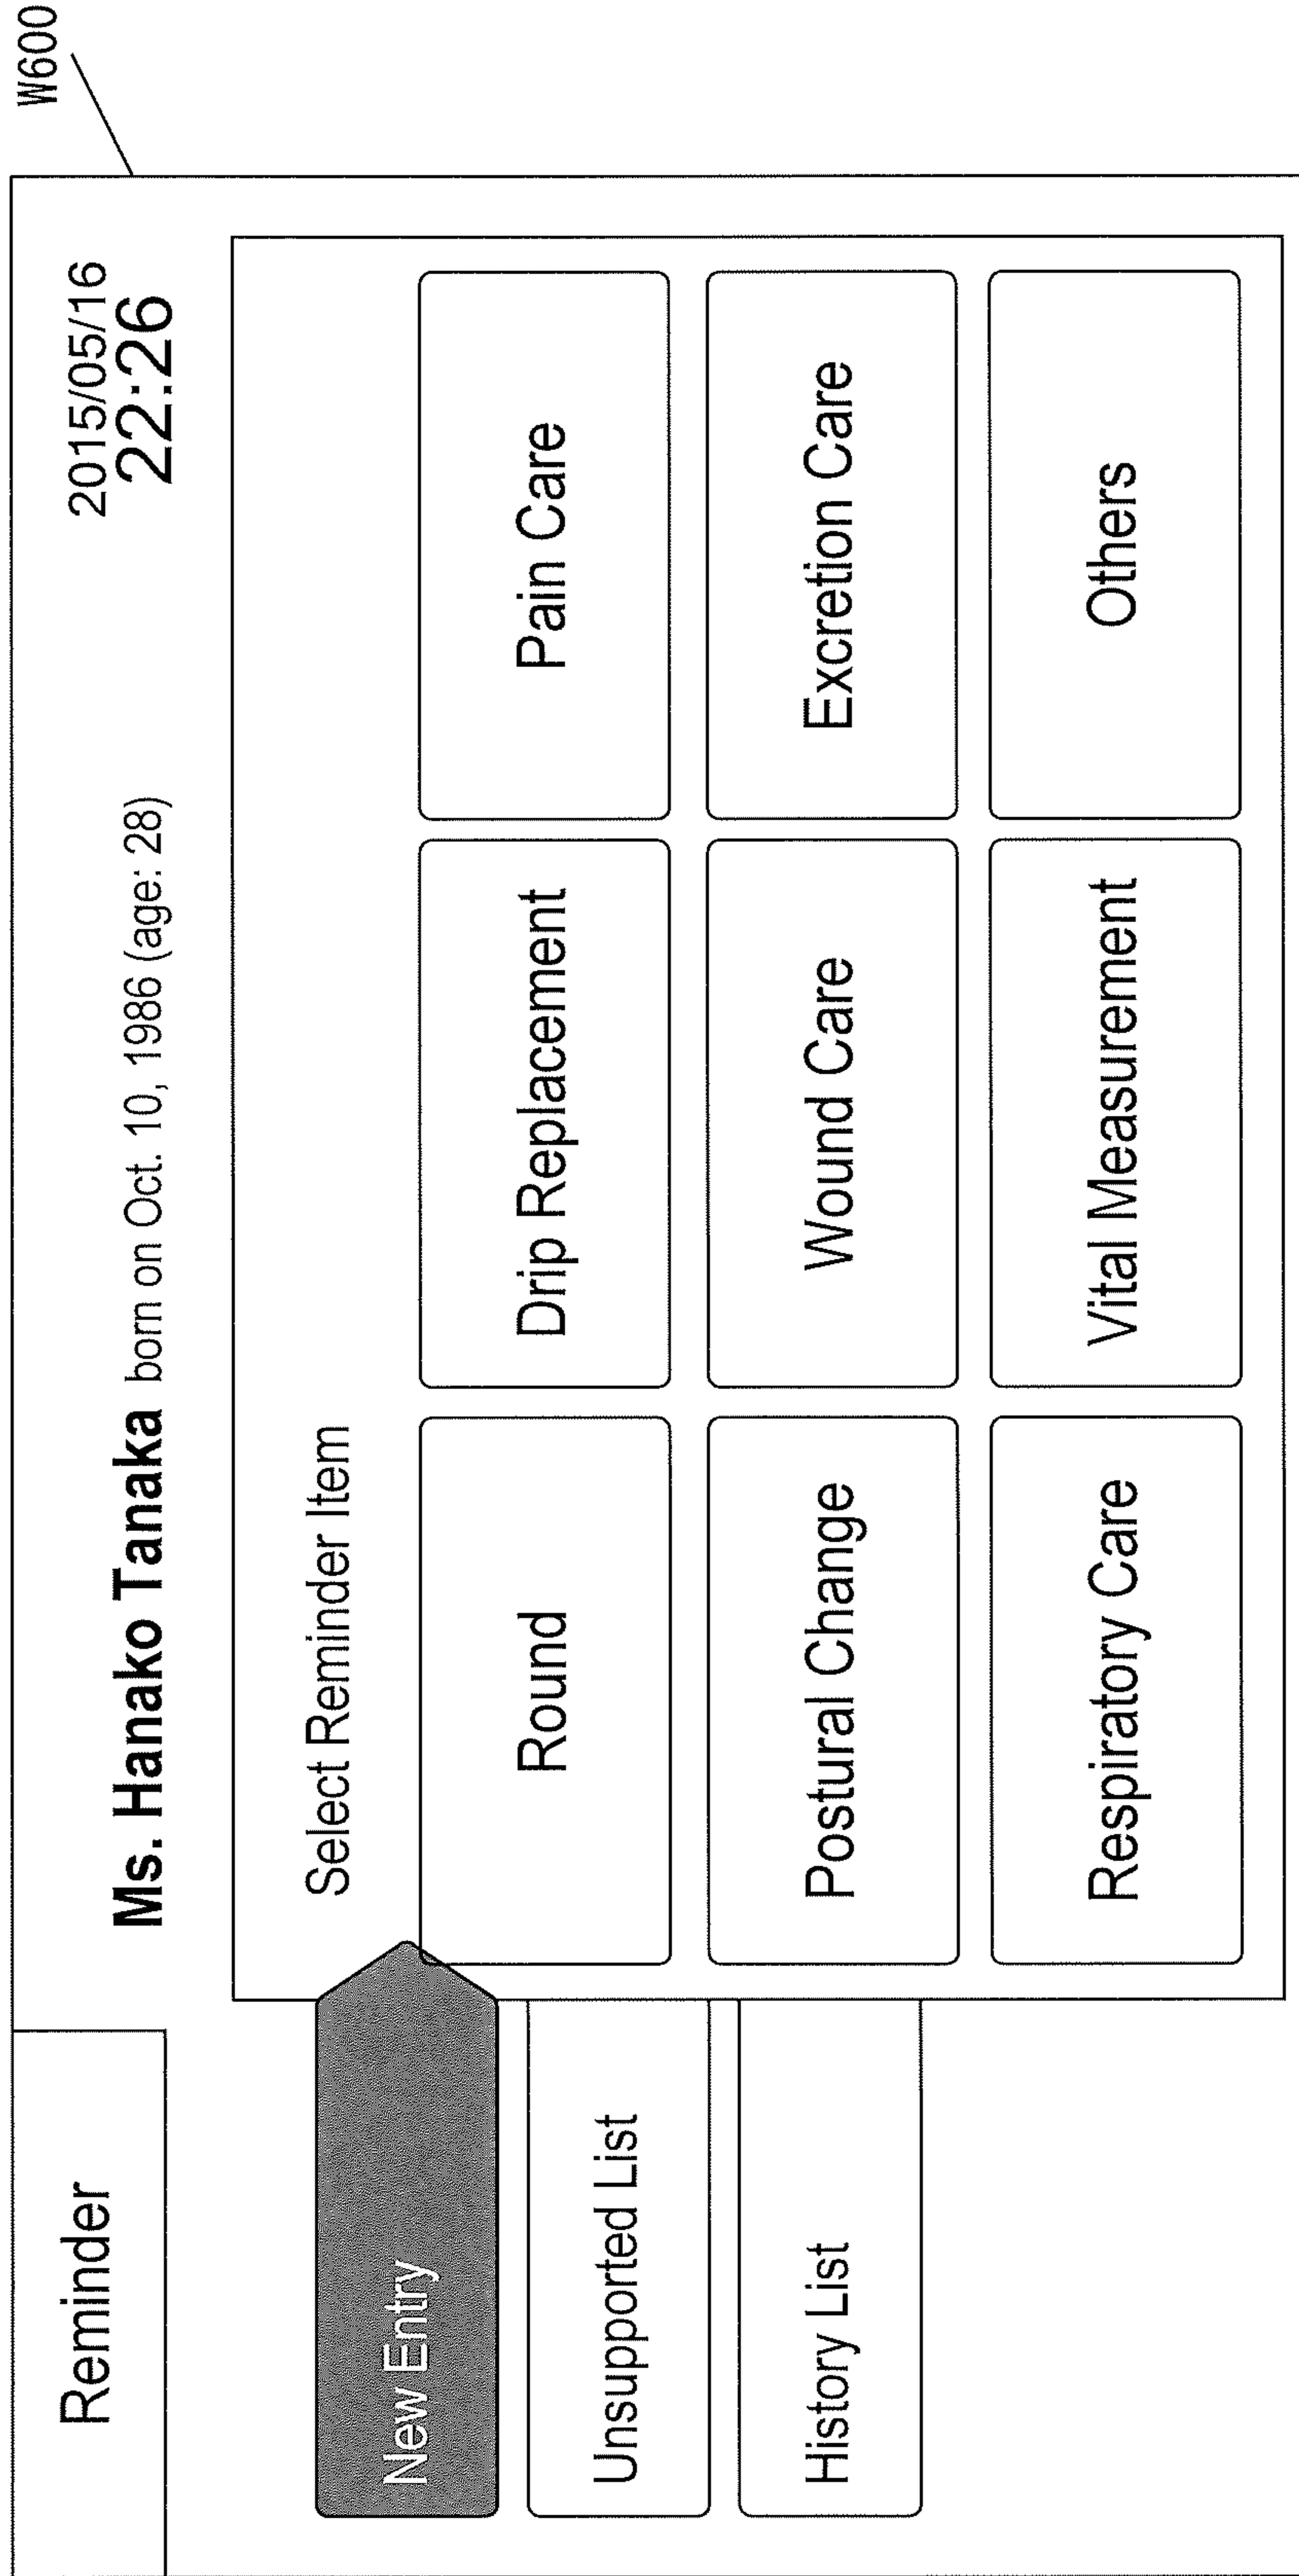 W600
Reminder
Ms. Hanako Tanaka born on Oct. 10, 1986 (age: 28)
2015/05/16
22:26
New Entry
Unsupported List
History List
Select Reminder Item
Round
Drip Replacement
Pain Care
Postural Change
Wound Care
Excretion Care
Respiratory Care
Vital Measurement
Others